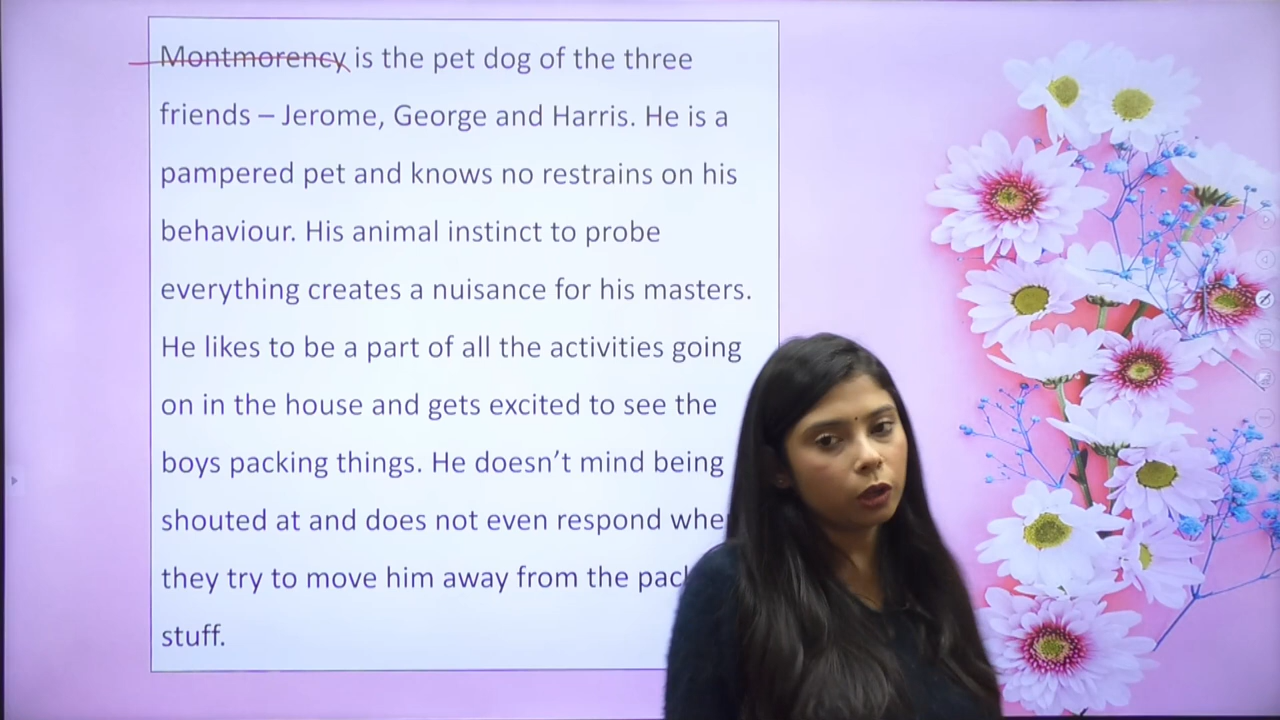 Montmorency is the pet dog of the three
friends – Jerome, George and Harris. He is a
pampered pet and knows no restrains on his
behaviour. His animal instinct to probe
everything creates a nuisance for his masters.
He likes to be a part of all the activities going
on in the house and gets excited to see the
boys packing things. He doesn’t mind being
shouted at and does not even respond
they try to move him away from the
stuff.